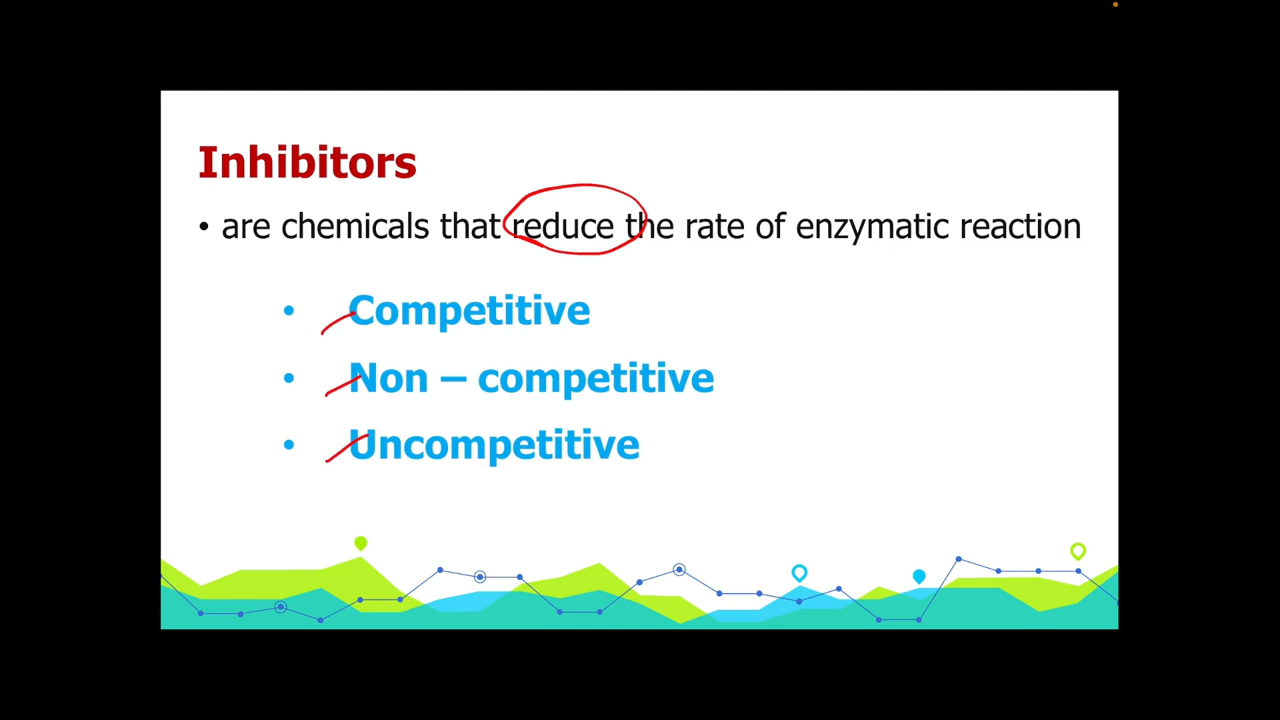 Inhibitors
• are chemicals that reduce the rate of enzymatic reaction
• Competitive
• Non – competitive
• Uncompetitive